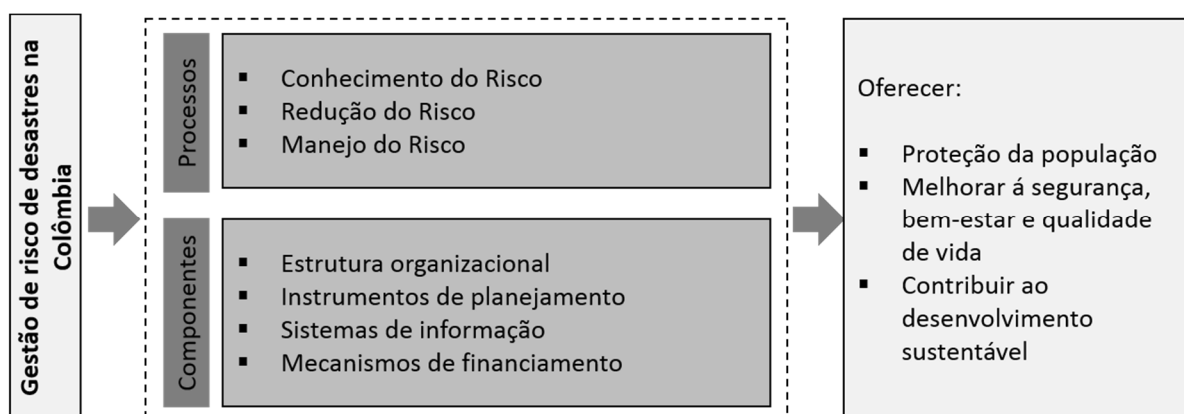 Gestão de risco de desastres na
Colômbia
Processos
▪ Conhecimento do Risco
▪ Redução do Risco
▪ Manejo do Risco
Componentes
▪ Estrutura organizacional
▪ Instrumentos de planejamento
▪ Sistemas de informação
▪ Mecanismos de financiamento
Oferecer:
▪ Proteção da população
▪ Melhorar á segurança,
bem-estar e qualidade
de vida
▪ Contribuir ao
desenvolvimento
sustentável